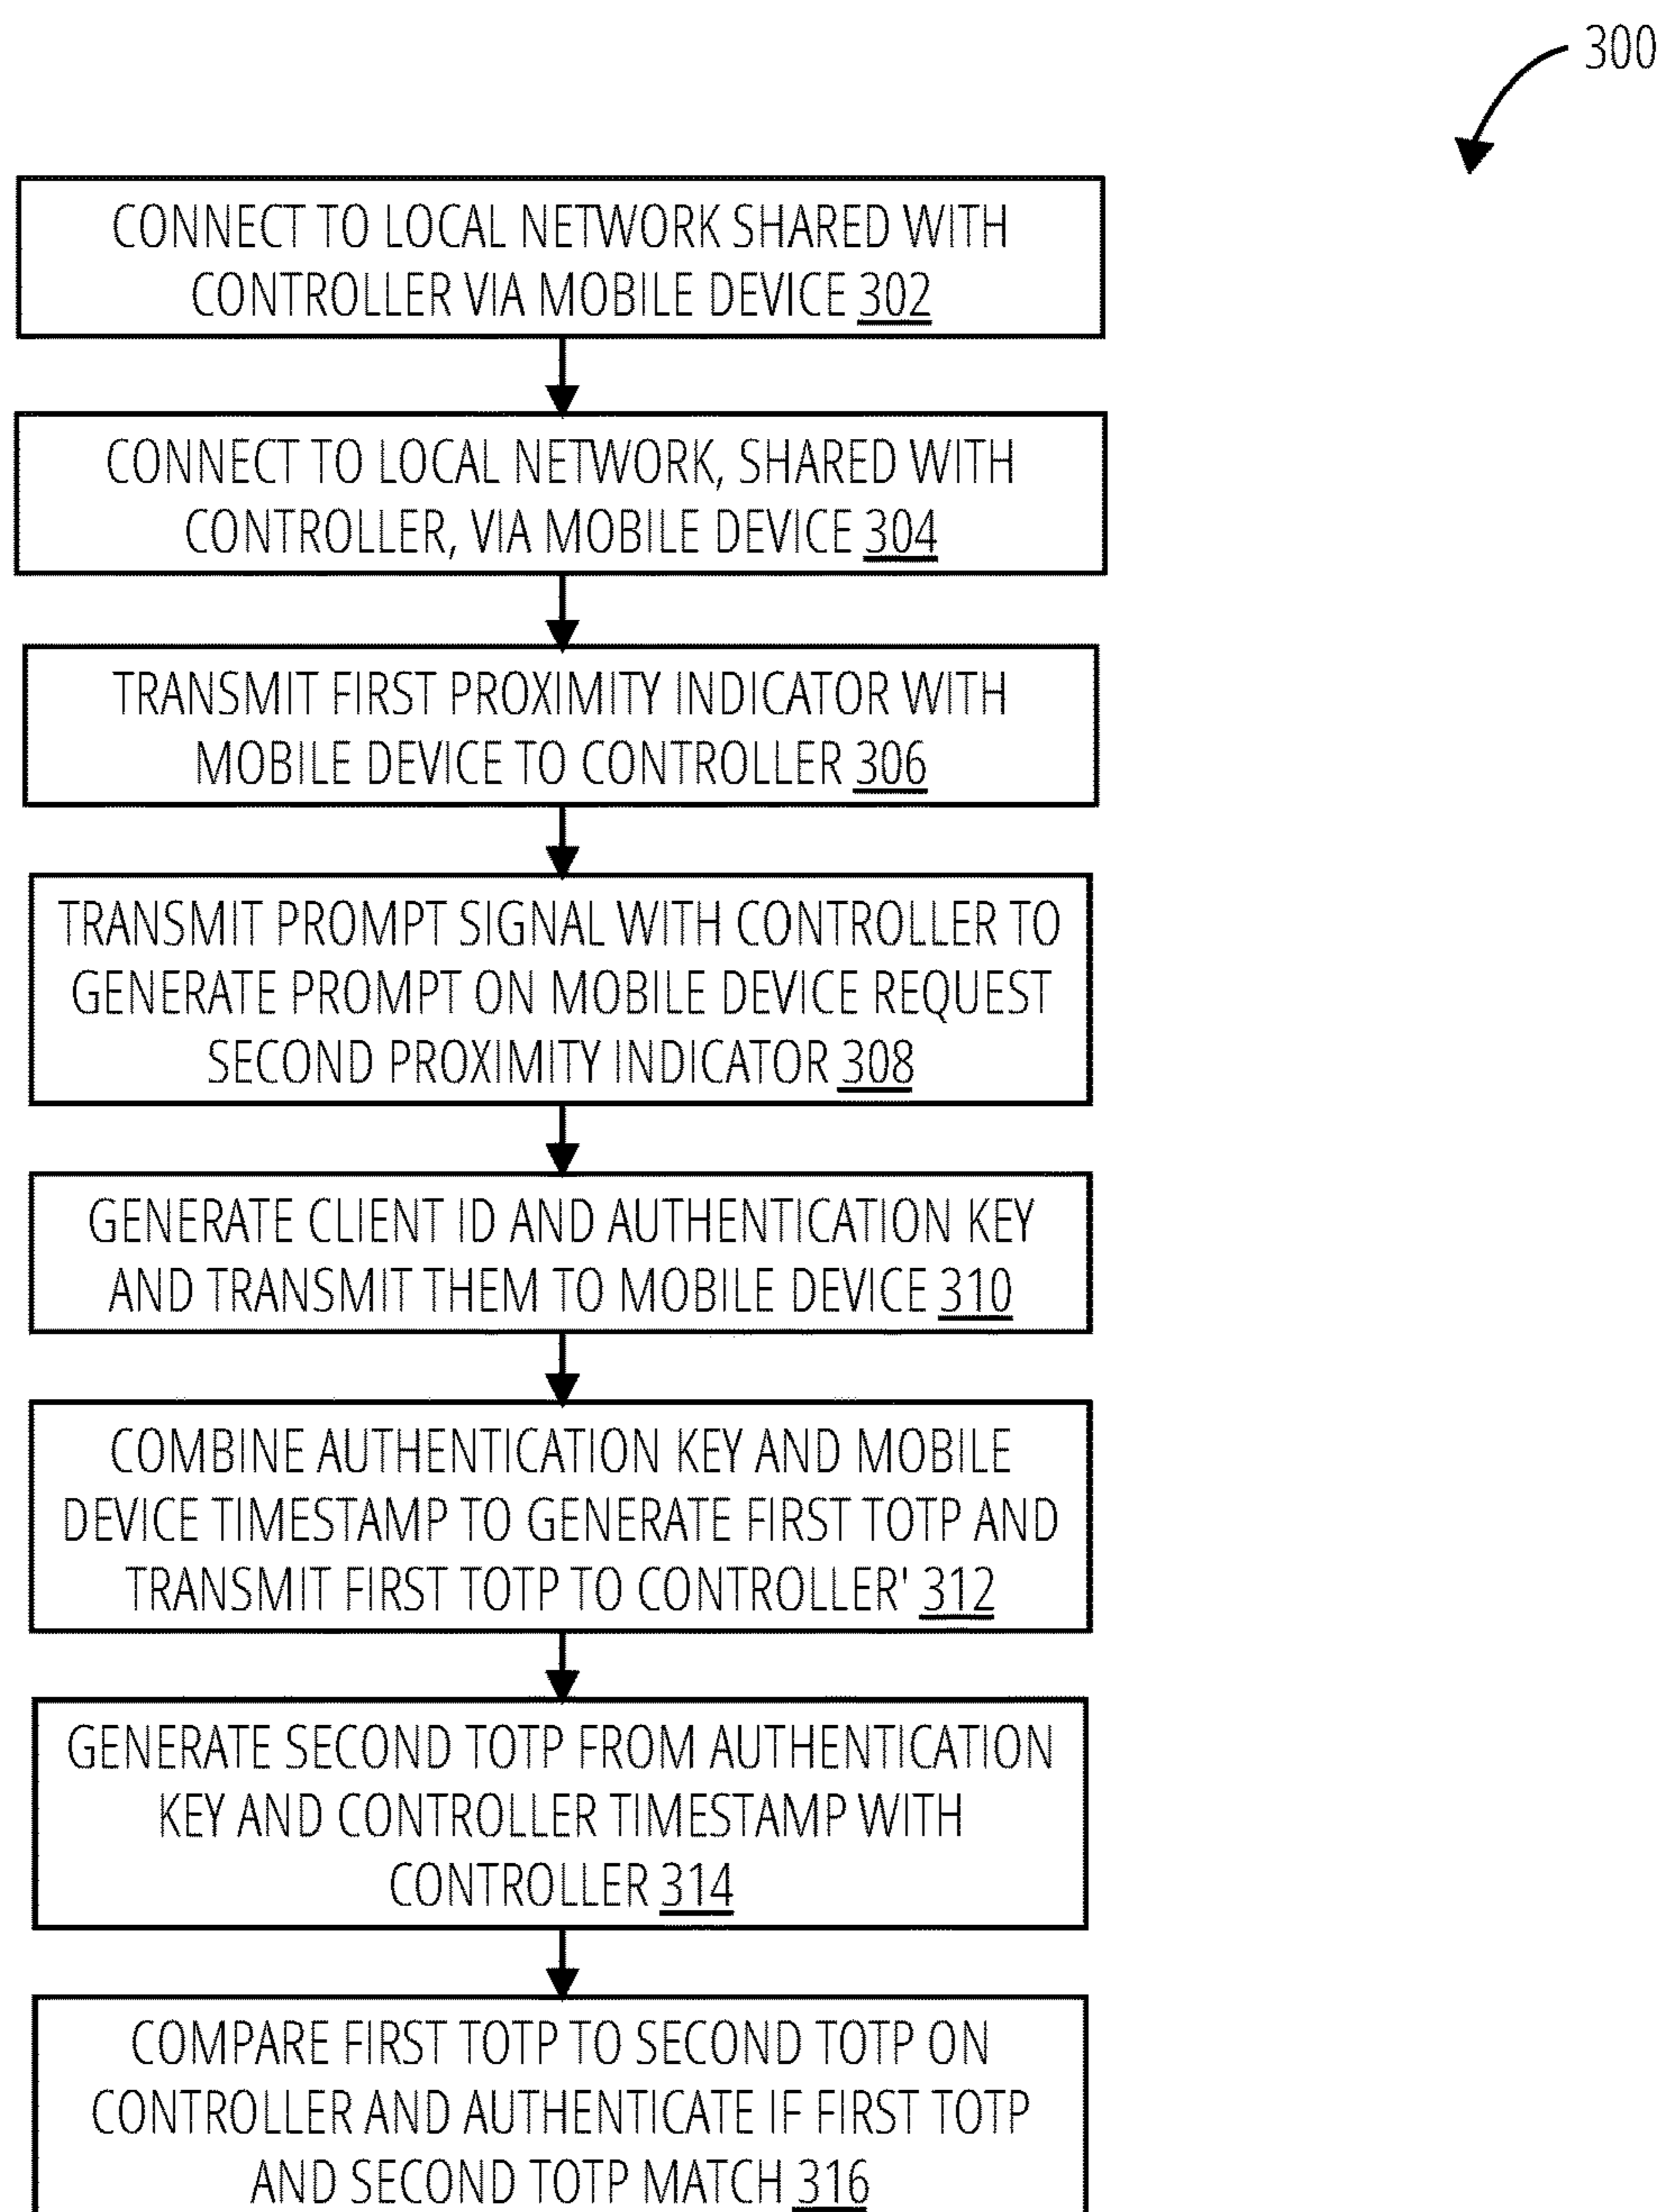 300
CONNECT TO LOCAL NETWORK SHARED WITH
CONTROLLER VIA MOBILE DEVICE 302
CONNECT TO LOCAL NETWORK, SHARED WITH
CONTROLLER, VIA MOBILE DEVICE 304
TRANSMIT FIRST PROXIMITY INDICATOR WITH
MOBILE DEVICE TO CONTROLLER 306
TRANSMIT PROMPT SIGNAL WITH CONTROLLER TO
GENERATE PROMPT ON MOBILE DEVICE REQUEST
SECOND PROXIMITY INDICATOR 308
GENERATE CLIENT ID AND AUTHENTICATION KEY
AND TRANSMIT THEM TO MOBILE DEVICE 310
COMBINE AUTHENTICATION KEY AND MOBILE
DEVICE TIMESTAMP TO GENERATE FIRST TOTP AND
TRANSMIT FIRST TOTP TO CONTROLLER' 312
GENERATE SECOND TOTP FROM AUTHENTICATION
KEY AND CONTROLLER TIMESTAMP WITH
CONTROLLER 314
COMPARE FIRST TOTP TO SECOND TOTP ON
CONTROLLER AND AUTHENTICATE IF FIRST TOTP
AND SECOND TOTP MATCH 316